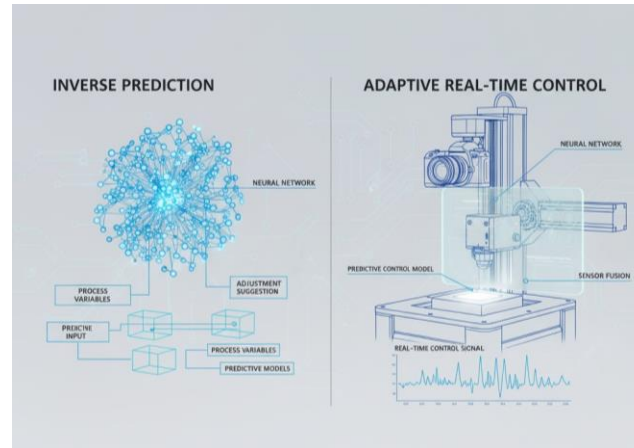 INVERSE PREDICTION
NEURAL NETWORK
PROCESS
VARIABLES
ADJUSTMENT
SUGGESTION
PREDICINE
INPUT
PROCESS VARIABLES
PREDICTIVE MODELS
ADAPTIVE REAL-TIME CONTROL
NEURAL NETWORK
PREDICTIVE CONTROL MODEL
SENSOR FUSION
REAL-TIME CONTROL SIGNAL